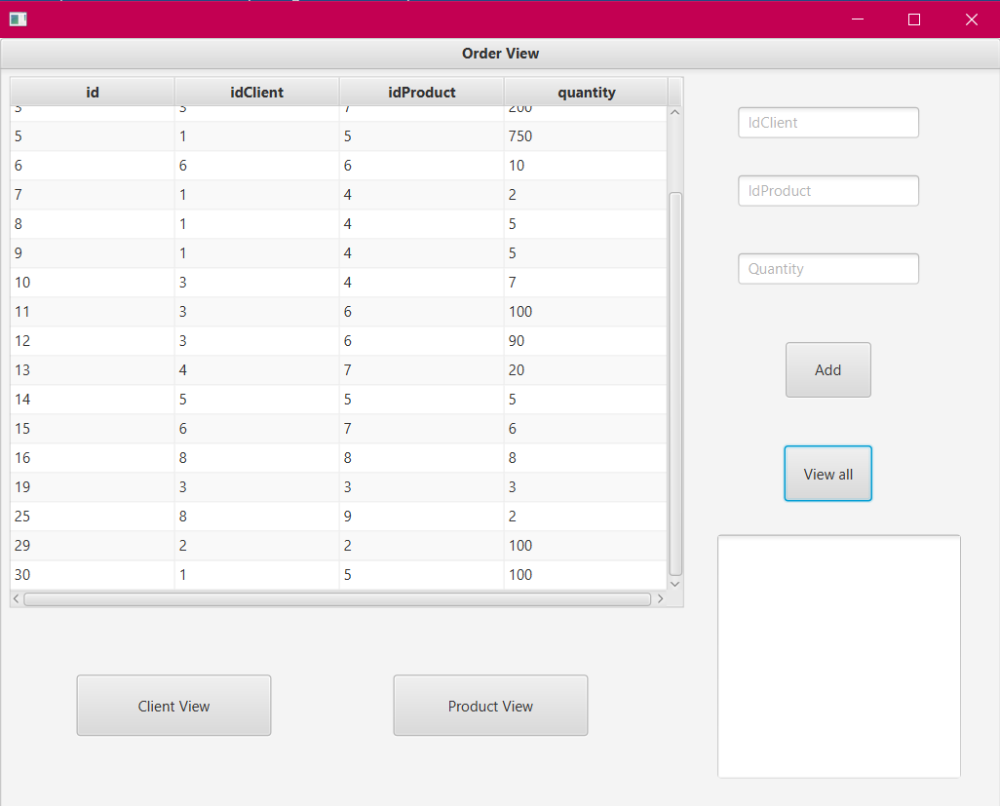 Order View
id idClient idProduct quantity
3 3 7 200
5 1 5 750
6 6 6 10
7 1 4 2
8 1 4 5
9 1 4 5
10 3 4 7
11 3 6 100
12 3 6 90
13 4 7 20
14 5 5 5
15 6 7 6
16 8 8 8
19 3 3 3
25 8 9 2
29 2 2 100
30 1 5 100
IdClient
IdProduct
Quantity
Add
View all
Client View Product View